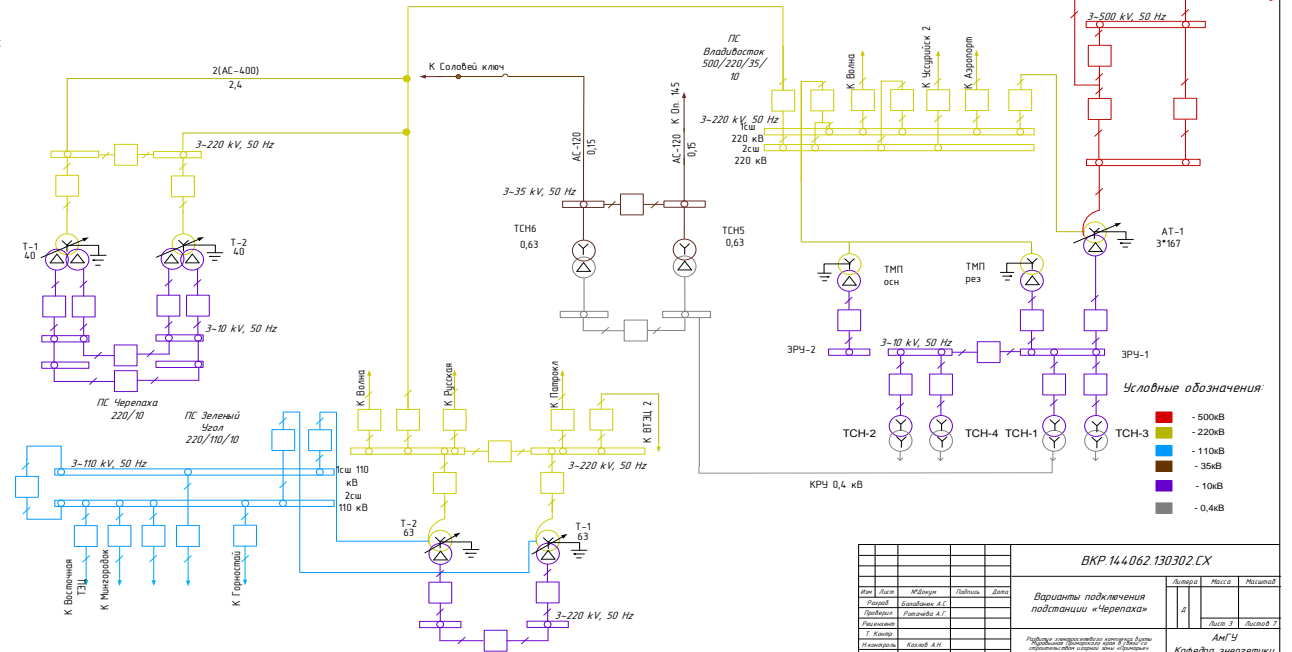 3~500 kV, 50 Hz
2(АС-400)
2,4
К Соловей ключ
ПС
Владивосток
500/220/35/
10
К Волна
К Уссурийск 2
К Аэропорт
3~220 kV, 50 Hz
АС-120
0,15
АС-120
0,15
К Оп. 145
3~220 kV, 50 Hz
1сш
220 кВ
2сш
220 кВ
3~35 kV, 50 Hz
ТСН6
0,63
ТСН5
0,63
Т-1
40
Т-2
40
АТ-1
3*167
ТМП
осн
ТМП
рез
3~10 kV, 50 Hz
ЗРУ-2
3~10 kV, 50 Hz
ЗРУ-1
ПС Черепаха
220/10
ПС Зеленый
Угол
220/110/10
К Волна
К Русская
К Патрокл
К ВТЭЦ 2
Условные обозначения:
- 500кВ
- 220кВ
- 110кВ
- 35кВ
- 10кВ
- 0,4кВ
ТСН-2
ТСН-4
ТСН-1
ТСН-3
3~110 kV, 50 Hz
1сш 110
кВ
2сш
110 кВ
3~220 kV, 50 Hz
КРУ 0,4 кВ
Т-2
63
Т-1
63
К Восточная
ТЭЦ
К Мингородок
К Горностай
3~220 kV, 50 Hz
ВКР.144062.130302.СХ
Изм
Лист
№Докум
Подпись
Дата
Разраб
Проверил
Рецензент
Т. Контр
Н.контроль
Козлов А.Н
Варианты подключения
подстанции «Черепаха»
Литера
Масса
Масштаб
Д
Лист 3
Листов 7
АмГУ
Кафедра энергетики